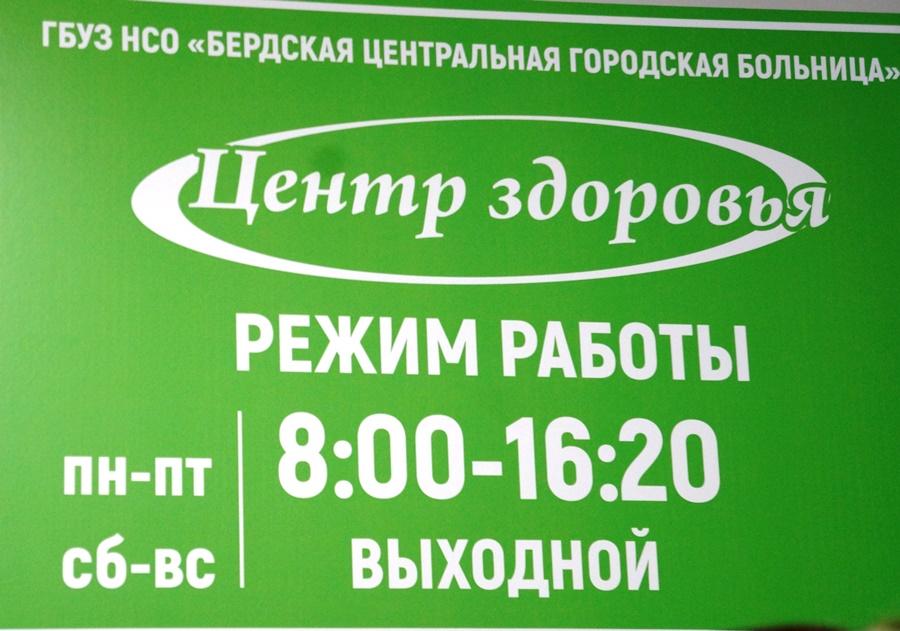 ГБУЗ НСО «БЕРДСКАЯ ЦЕНТРАЛЬНАЯ ГОРОДСКАЯ БОЛЬНИЦА»
Центр здоровья
РЕЖИМ РАБОТЫ
пн-пт 8:00-16:20
сб-вс ВЫХОДНОЙ